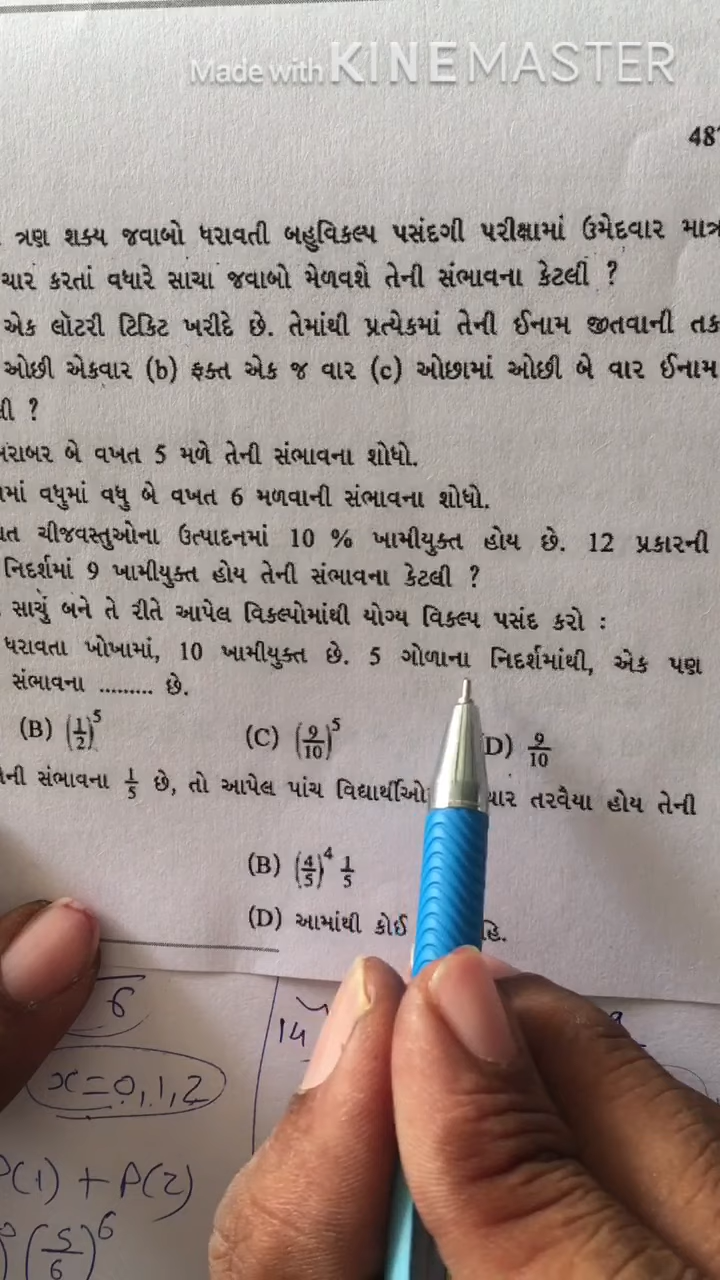 Made with KINEMASTER
48
ત્રણ શક્ય જવાબો ધરાવતી બહુવિકલ્પ પસંદગી પરીક્ષામાં ઉમેદવાર માત્ર
ચાર કરતાં વધારે સાચા જવાબો મેળવશે તેની સંભાવના કેટલી ?
એક લૉટરી ટિકિટ ખરીદે છે. તેમાંથી પ્રત્યેકમાં તેની ઈનામ જીતવાની તક
ઓછી એકવાર (b) ફક્ત એક જ વાર (c) ઓછામાં ઓછી બે વાર ઈનામ
?
બે વખત 5 મળે તેની સંભાવના શોધો.
વધુમાં વધુ બે વખત 6 મળવાની સંભાવના શોધો.
ચીજવસ્તુઓના ઉત્પાદનમાં 10 % ખામીયુક્ત હોય છે. 12 પ્રકારની
નિદર્શમાં 9 ખામીયુક્ત હોય તેની સંભાવના કેટલી ?
સાચું બને તે રીતે આપેલ વિકલ્પોમાંથી યોગ્ય વિકલ્પ પસંદ કરો :
ધરાવતા ખોખામાં, 10 ખામીયુક્ત છે. 5 ગોળાના નિદર્શમાંથી, એક પણ
સંભાવના ......... છે.
(B) (1/2)^5 (C) (9/10)^5 D) 9/10
સંભાવના 1/5 છે, તો આપેલ પાંચ તરવૈયા હોય તેની
(B) (4/5)^4 1/5
(D) આમાંથી કોઈ
6
14
x=0,1,2
P(1) + P(2)
(5/6)^6